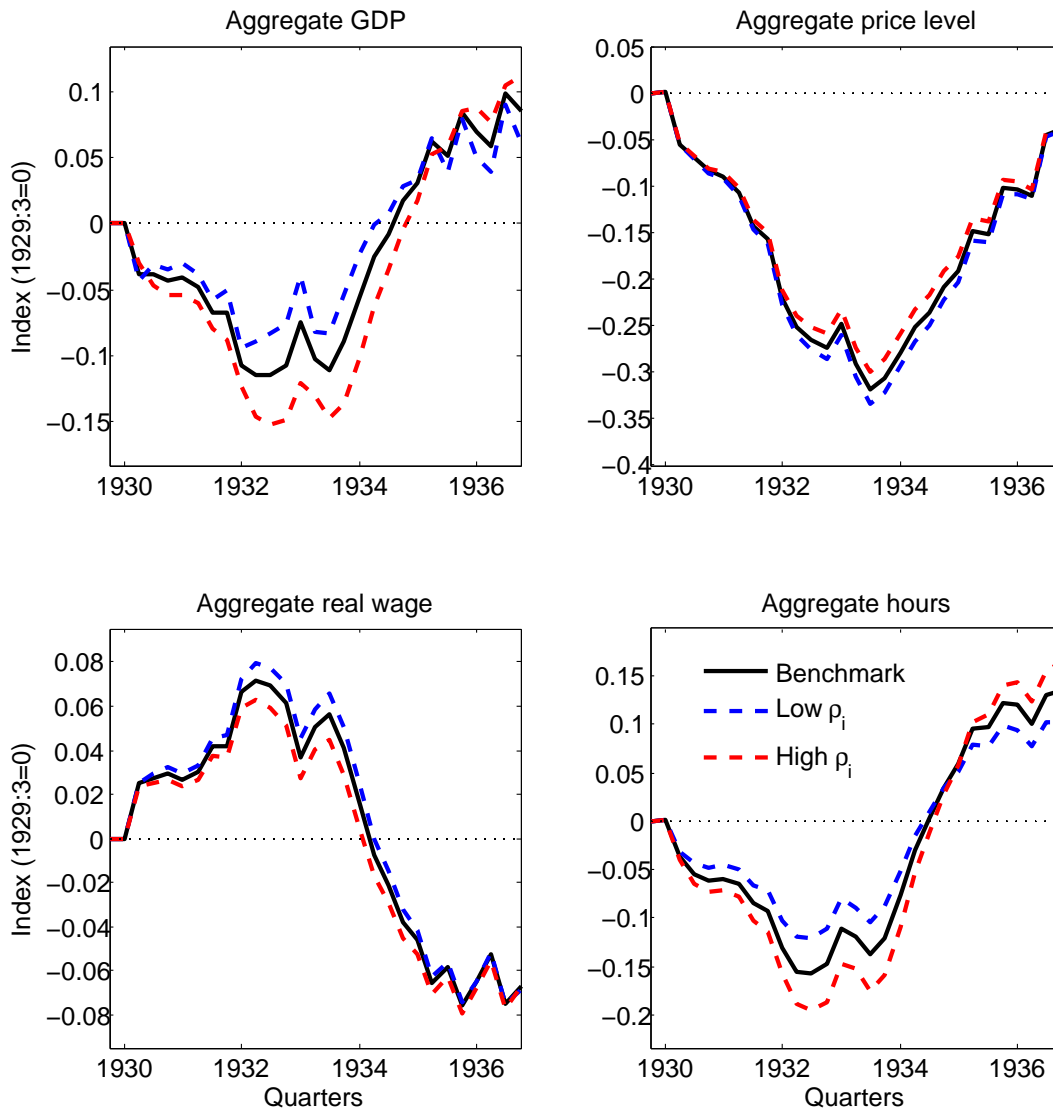 Aggregate GDP
Index (1929:3=0)
0.1
0.05
0
−0.05
−0.1
−0.15
1930 1932 1934 1936
Aggregate price level
0.05
0
−0.05
−0.1
−0.15
−0.2
−0.25
−0.3
−0.35
−0.4
1930 1932 1934 1936
Aggregate real wage
Index (1929:3=0)
0.08
0.06
0.04
0.02
0
−0.02
−0.04
−0.06
−0.08
1930 1932 1934 1936
Quarters
Aggregate hours
0.15
0.1
0.05
0
−0.05
−0.1
−0.15
−0.2
Benchmark
Low ρi
High ρi
1930 1932 1934 1936
Quarters